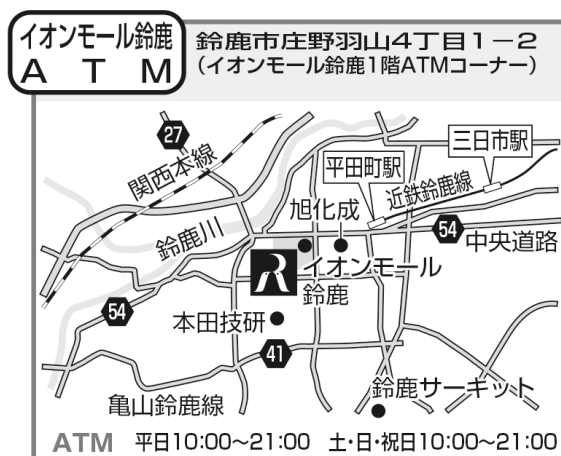 イオンモール鈴鹿
ATM
鈴鹿市庄野羽山4丁目1-2
(イオンモール鈴鹿1階ATMコーナー)
27
関西本線
三日市駅
平田町駅
近鉄鈴鹿線
旭化成
鈴鹿川
54
中央道路
イオンモール
鈴鹿
54
本田技研
41
鈴鹿サーキット
亀山鈴鹿線
ATM 平日10:00〜21:00 土・日・祝日10:00〜21:00